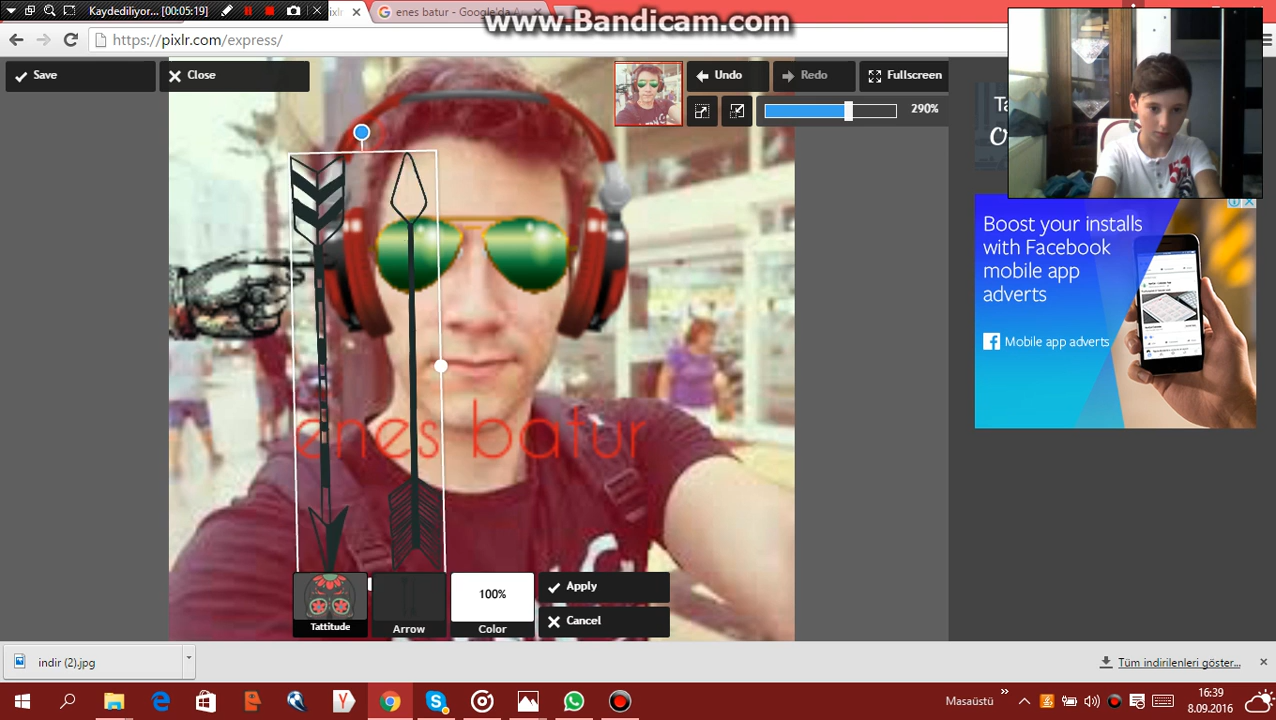 Kaydediliyor... [00:05:19]
pixlr
enes batur - Google'da A
www.Bandicam.com
https://pixlr.com/express/
Save
Close
Undo
Redo
Fullscreen
290%
Boost your installs
with Facebook
mobile app
adverts
Mobile app adverts
enes batur
Tattitude
Arrow
100%
Color
Apply
Cancel
indir (2).jpg
Tüm indirilenleri göster...
Masaüstü
16:39
8.09.2016